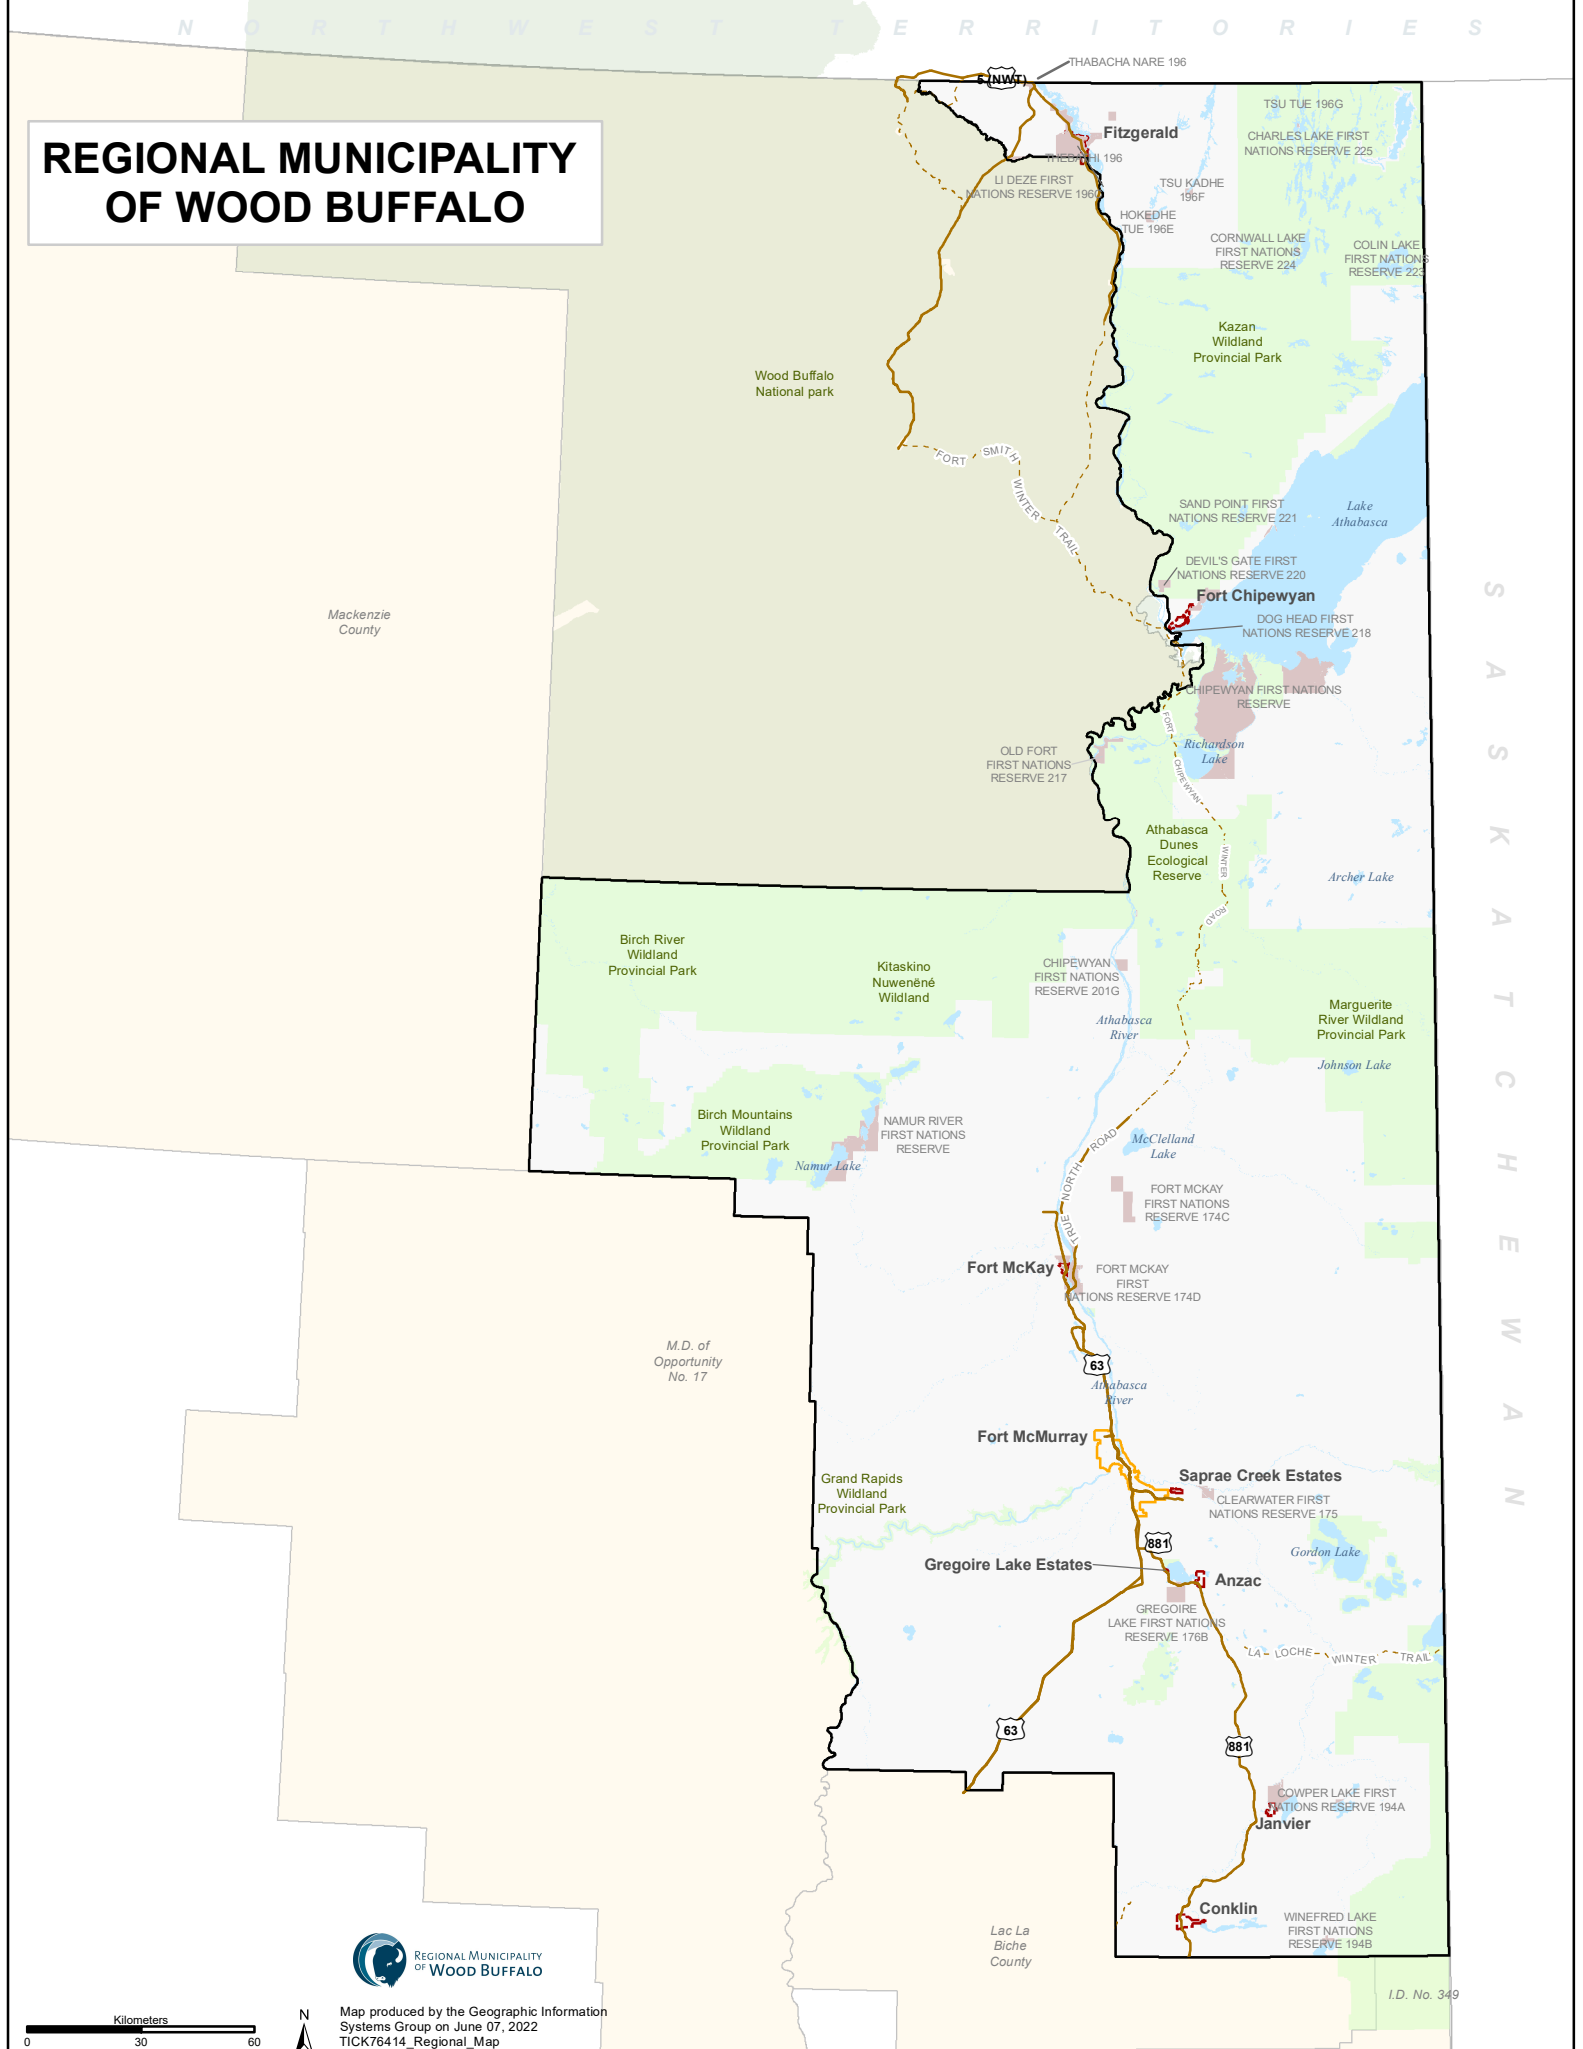 NORTHWEST TERRITORIES
REGIONAL MUNICIPALITY
OF WOOD BUFFALO
5 (NWT)
THABACHA NARE 196
Fitzgerald
THEBATHI 196
LI DEZE FIRST
NATIONS RESERVE 196C
TSU TUE 196G
CHARLES LAKE FIRST
NATIONS RESERVE 225
TSU KADHE
196F
HOKEDHE
TUE 196E
CORNWALL LAKE
FIRST NATIONS
RESERVE 224
COLIN LAKE
FIRST NATIONS
RESERVE 223
Kazan
Wildland
Provincial Park
Wood Buffalo
National park
FORT SMITH WINTER TRAIL
SAND POINT FIRST
NATIONS RESERVE 221
Lake
Athabasca
DEVIL'S GATE FIRST
NATIONS RESERVE 220
Fort Chipewyan
DOG HEAD FIRST
NATIONS RESERVE 218
Mackenzie
County
SASKATCHEWAN
CHIPEWYAN FIRST NATIONS
RESERVE
Richardson
Lake
OLD FORT
FIRST NATIONS
RESERVE 217
FORT CHIPEWYAN WINTER ROAD
Athabasca
Dunes
Ecological
Reserve
Archer Lake
Birch River
Wildland
Provincial Park
Kitaskino
Nuwenëné
Wildland
CHIPEWYAN
FIRST NATIONS
RESERVE 201G
Athabasca
River
Marguerite
River Wildland
Provincial Park
Johnson Lake
Birch Mountains
Wildland
Provincial Park
NAMUR RIVER
FIRST NATIONS
RESERVE
Namur Lake
McClelland
Lake
TRUE NORTH ROAD
FORT MCKAY
FIRST NATIONS
RESERVE 174C
Fort McKay
FORT MCKAY
FIRST
NATIONS RESERVE 174D
M.D. of
Opportunity
No. 17
63
Athabasca
River
Fort McMurray
Saprae Creek Estates
CLEARWATER FIRST
NATIONS RESERVE 175
Grand Rapids
Wildland
Provincial Park
881
Gordon Lake
Gregoire Lake Estates
Anzac
GREGOIRE
LAKE FIRST NATIONS
RESERVE 176B
LA LOCHE WINTER TRAIL
63
881
COWPER LAKE FIRST
NATIONS RESERVE 194A
Janvier
Conklin
WINEFRED LAKE
FIRST NATIONS
RESERVE 194B
Lac La
Biche
County
I.D. No. 349
REGIONAL MUNICIPALITY
OF WOOD BUFFALO
Kilometers
0 30 60
N
Map produced by the Geographic Information
Systems Group on June 07, 2022
TICK76414_Regional_Map